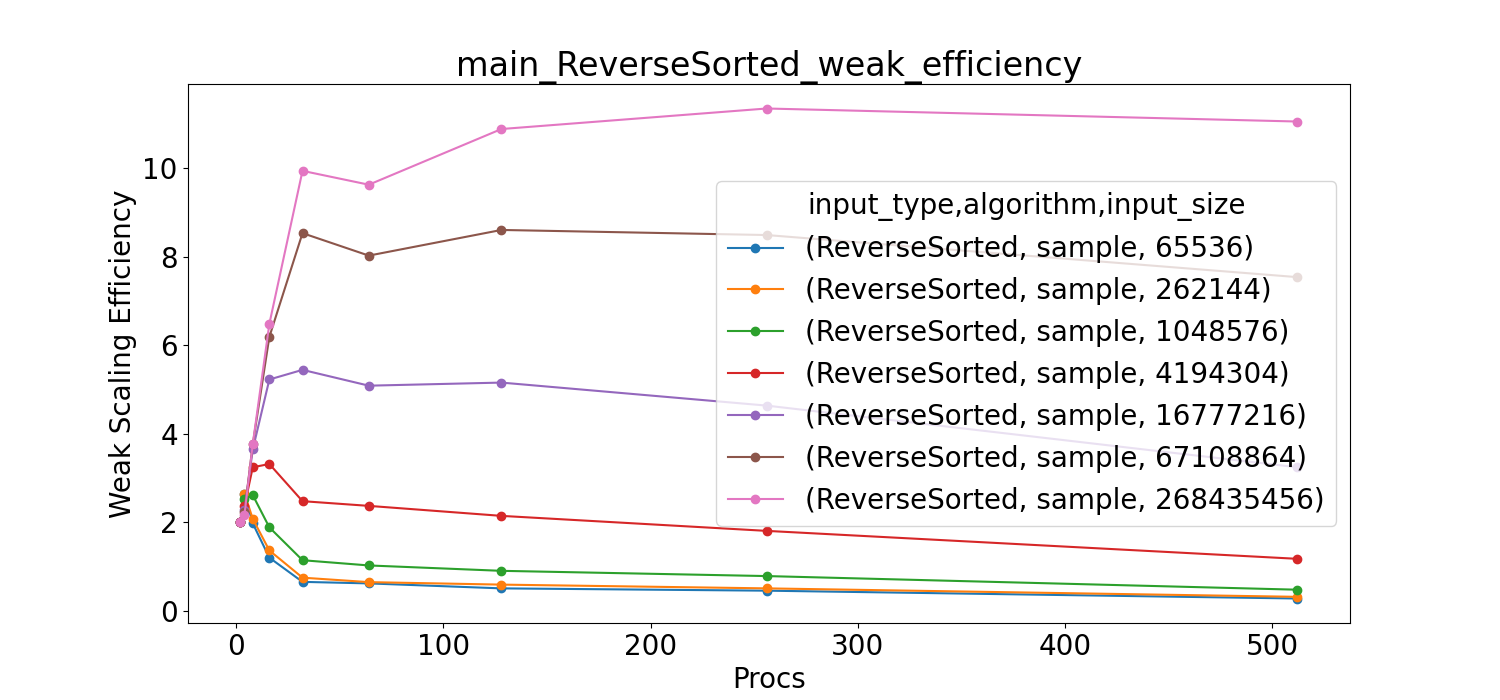 main_ReverseSorted_weak_efficiency
Weak Scaling Efficiency
10
8
6
4
2
0
input_type,algorithm,input_size
(ReverseSorted, sample, 65536)
(ReverseSorted, sample, 262144)
(ReverseSorted, sample, 1048576)
(ReverseSorted, sample, 4194304)
(ReverseSorted, sample, 16777216)
(ReverseSorted, sample, 67108864)
(ReverseSorted, sample, 268435456)
0 100 200 300 400 500
Procs